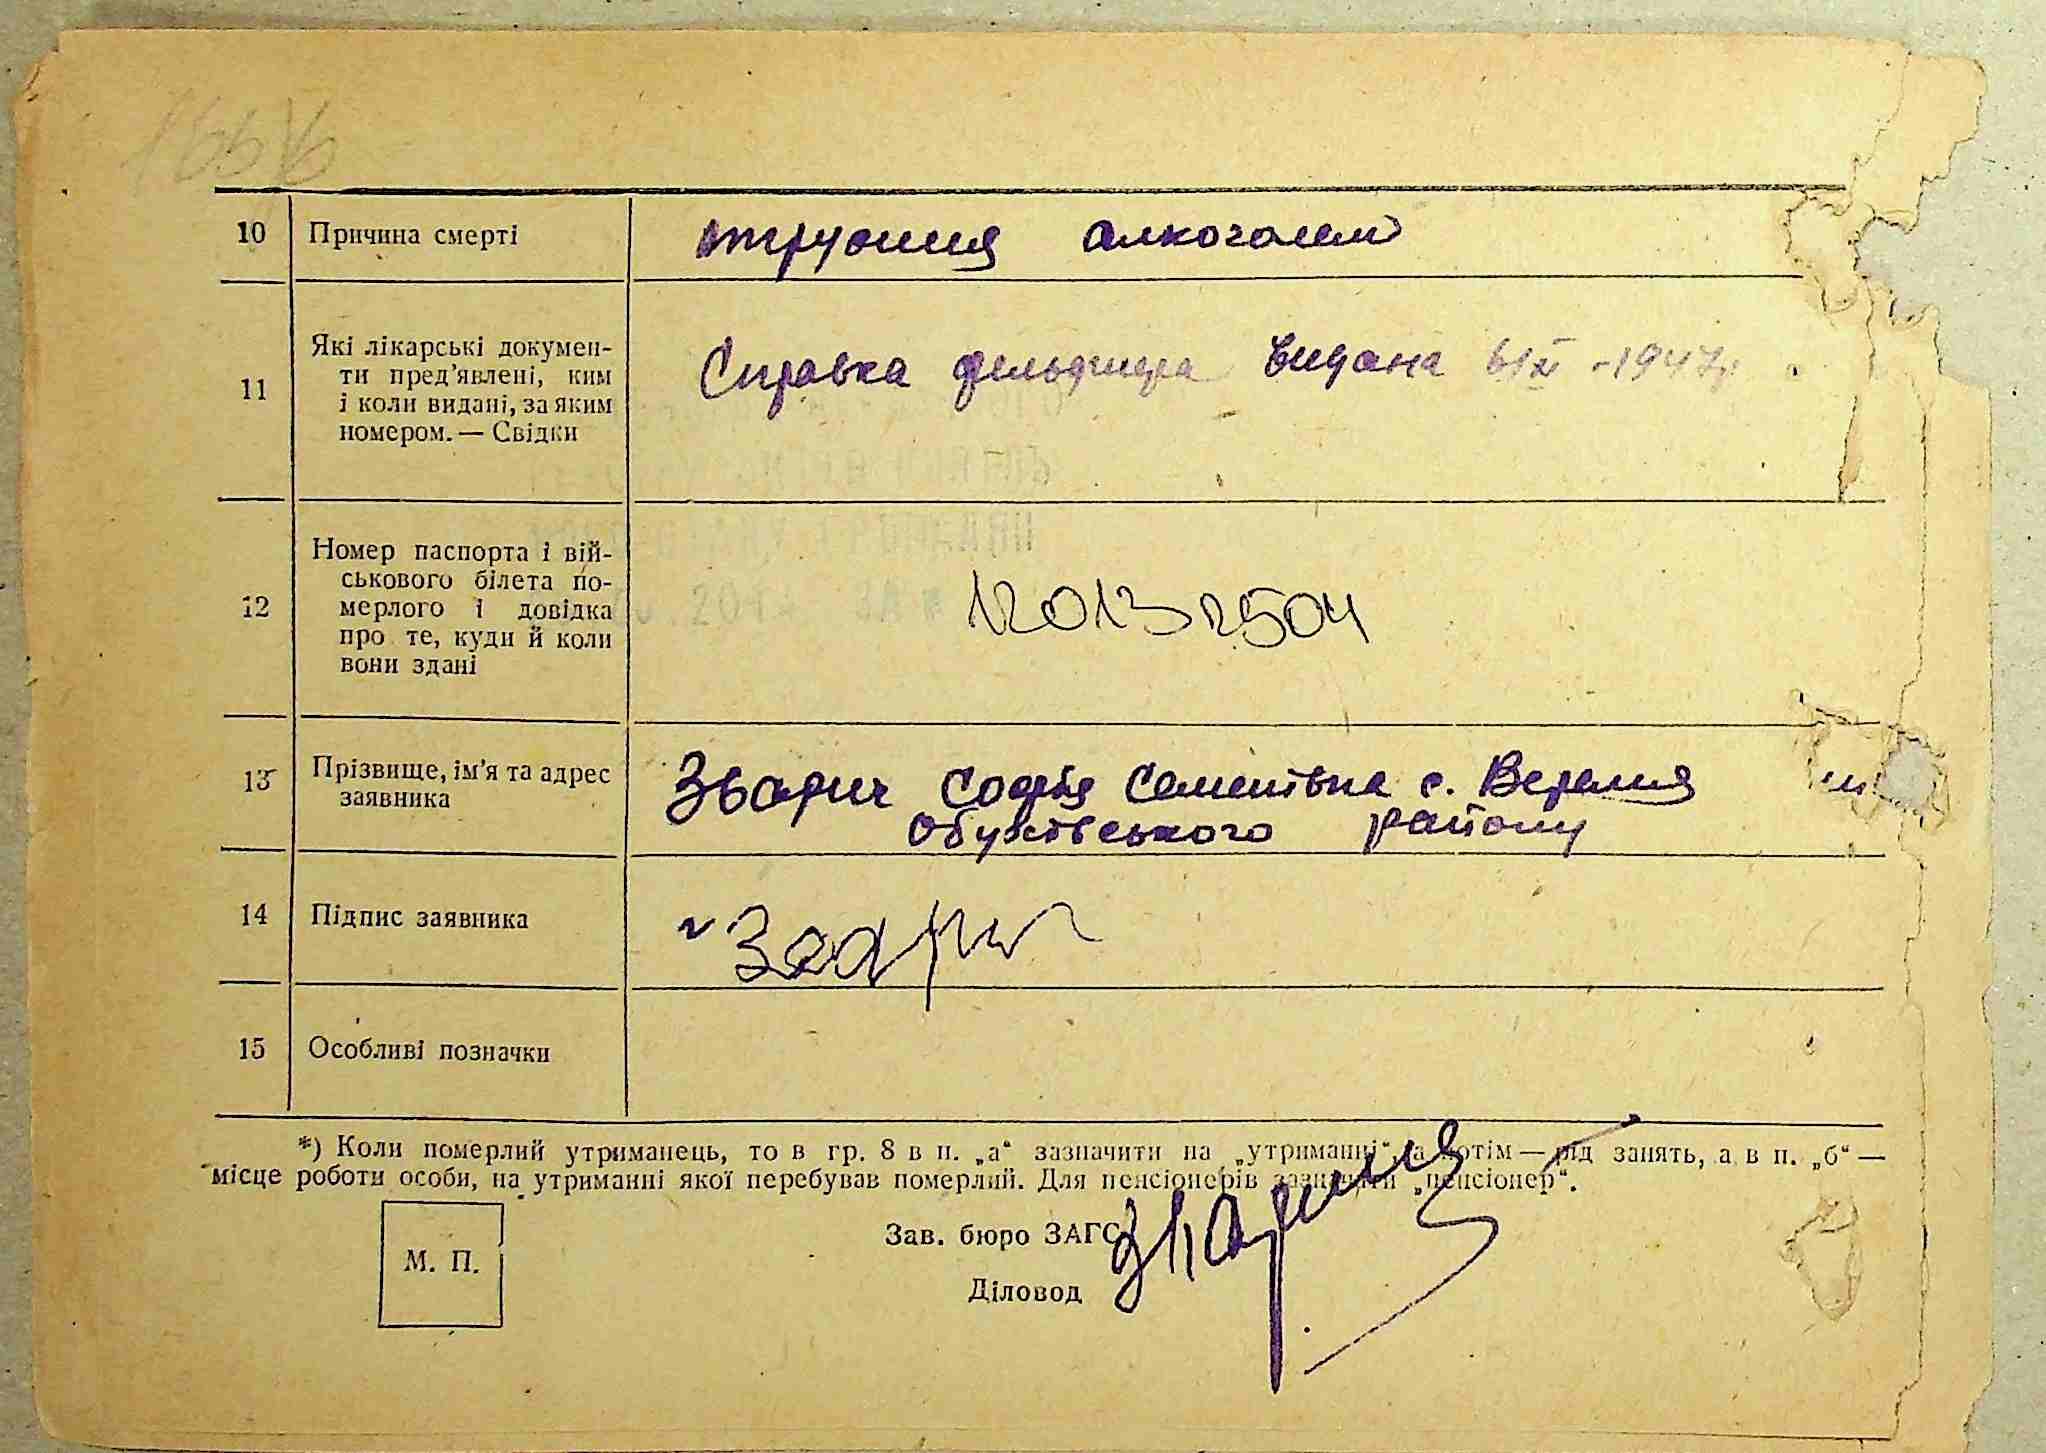 10 Причина смерті
отруєння алкоголем
11 Які лікарські докумен-
ти пред'явлені, ким
і коли видані, за яким
номером. — Свідки
Справка фельдшера видана 6/XI -1947р
12 Номер паспорта і вій-
ськового білета по-
мерлого і довідка
про те, куди й коли
вони здані
13 Прізвище, ім'я та адрес
заявника
Зварич Софія Семенівна с. Веремя
Обухівського району
14 Підпис заявника
Зварич
15 Особливі позначки
*) Коли померлий утриманець, то в гр. 8 в п. „а“ зазначити на „утриманні“, а потім — рід занять, а в п. „б“ —
місце роботи особи, на утриманні якої перебував померлий. Для пенсіонерів зазначити „пенсіонер“.
Зав. бюро ЗАГС
М. П.
Діловод